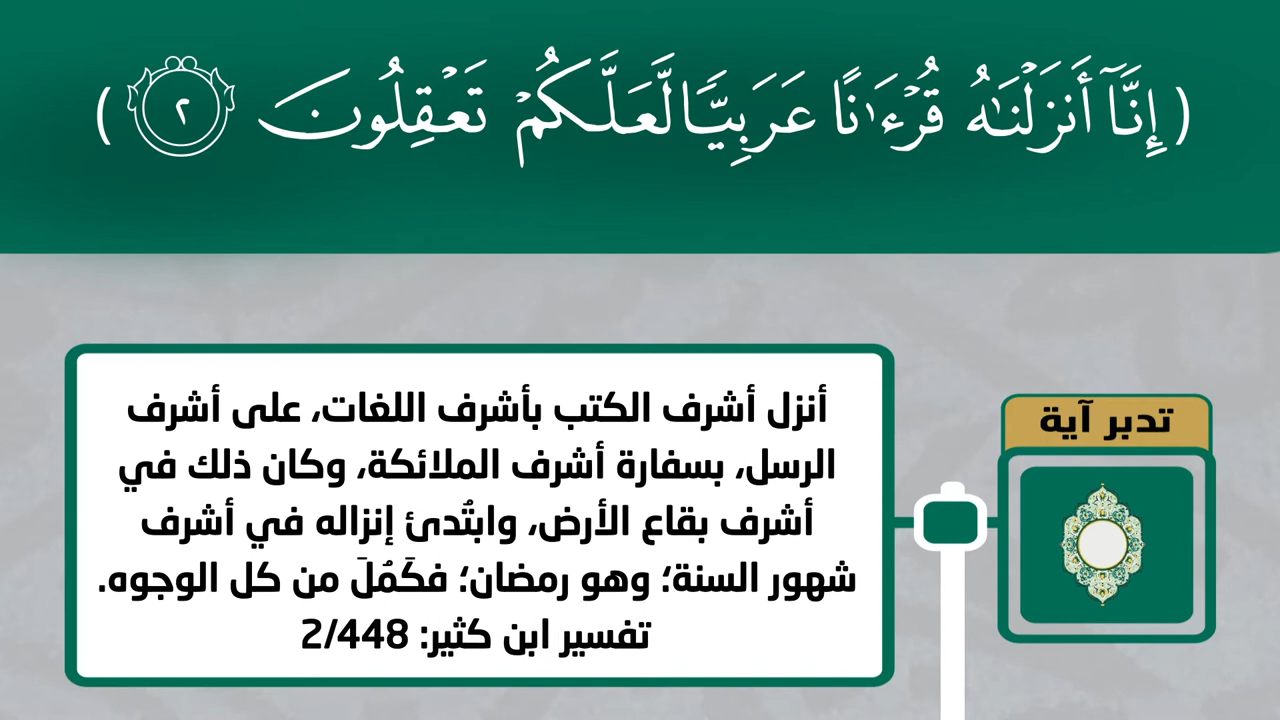 ( إِنَّآ أَنزَلْنَٰهُ قُرْءَٰنًا عَرَبِيًّا لَّعَلَّكُمْ تَعْقِلُونَ ٢ )
تدبر آية
أنزل أشرف الكتب بأشرف اللغات، على أشرف
الرسل، بسفارة أشرف الملائكة، وكان ذلك في
أشرف بقاع الأرض، وابتُدئ إنزاله في أشرف
شهور السنة؛ وهو رمضان؛ فكَمُلَ من كل الوجوه.
تفسير ابن كثير: 2/448